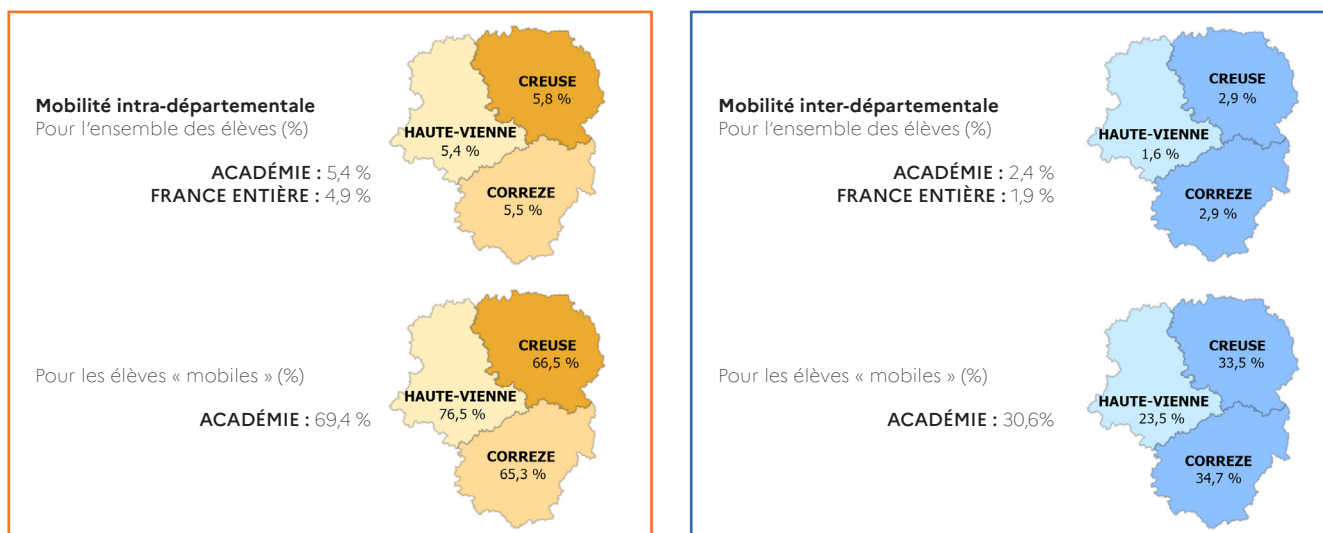 Mobilité intra-départementale
Pour l'ensemble des élèves (%)
ACADÉMIE : 5,4 %
FRANCE ENTIÈRE : 4,9 %
CREUSE
5,8 %
HAUTE-VIENNE
5,4 %
CORREZE
5,5 %
Pour les élèves « mobiles » (%)
ACADÉMIE : 69,4 %
CREUSE
66,5 %
HAUTE-VIENNE
76,5 %
CORREZE
65,3 %
Mobilité inter-départementale
Pour l'ensemble des élèves (%)
ACADÉMIE : 2,4 %
FRANCE ENTIÈRE : 1,9 %
CREUSE
2,9 %
HAUTE-VIENNE
1,6 %
CORREZE
2,9 %
Pour les élèves « mobiles » (%)
ACADÉMIE : 30,6%
CREUSE
33,5 %
HAUTE-VIENNE
23,5 %
CORREZE
34,7 %